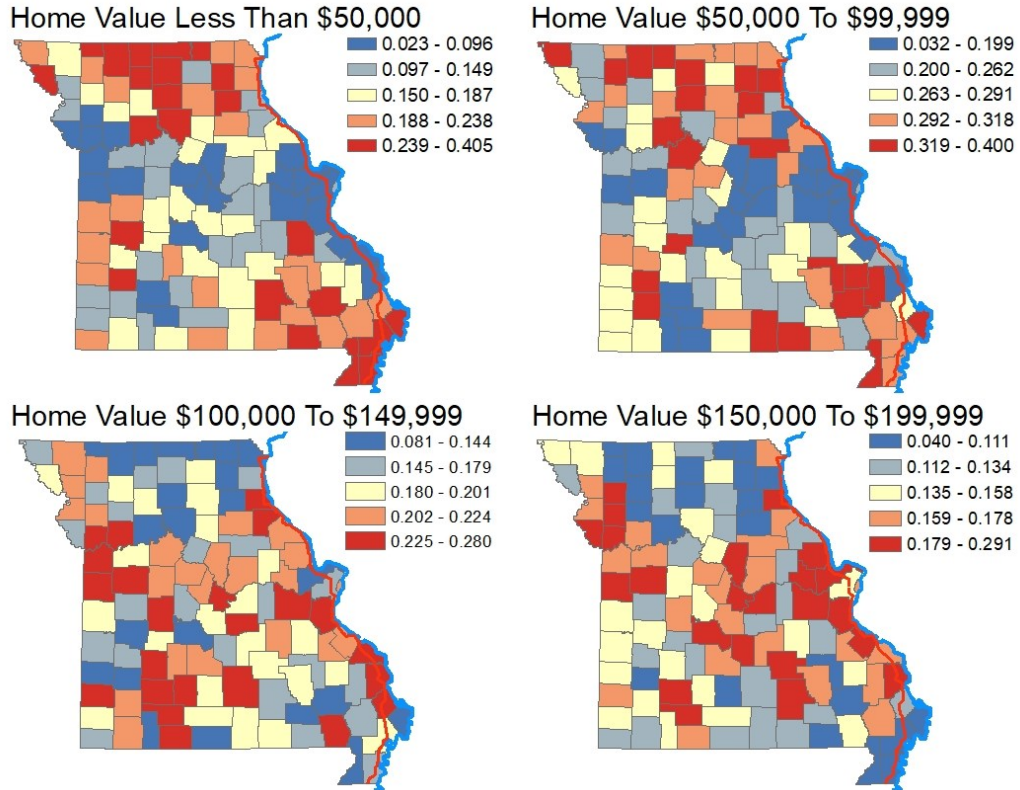 Home Value Less Than $50,000
0.023 - 0.096
0.097 - 0.149
0.150 - 0.187
0.188 - 0.238
0.239 - 0.405
Home Value $50,000 To $99,999
0.032 - 0.199
0.200 - 0.262
0.263 - 0.291
0.292 - 0.318
0.319 - 0.400
Home Value $100,000 To $149,999
0.081 - 0.144
0.145 - 0.179
0.180 - 0.201
0.202 - 0.224
0.225 - 0.280
Home Value $150,000 To $199,999
0.040 - 0.111
0.112 - 0.134
0.135 - 0.158
0.159 - 0.178
0.179 - 0.291